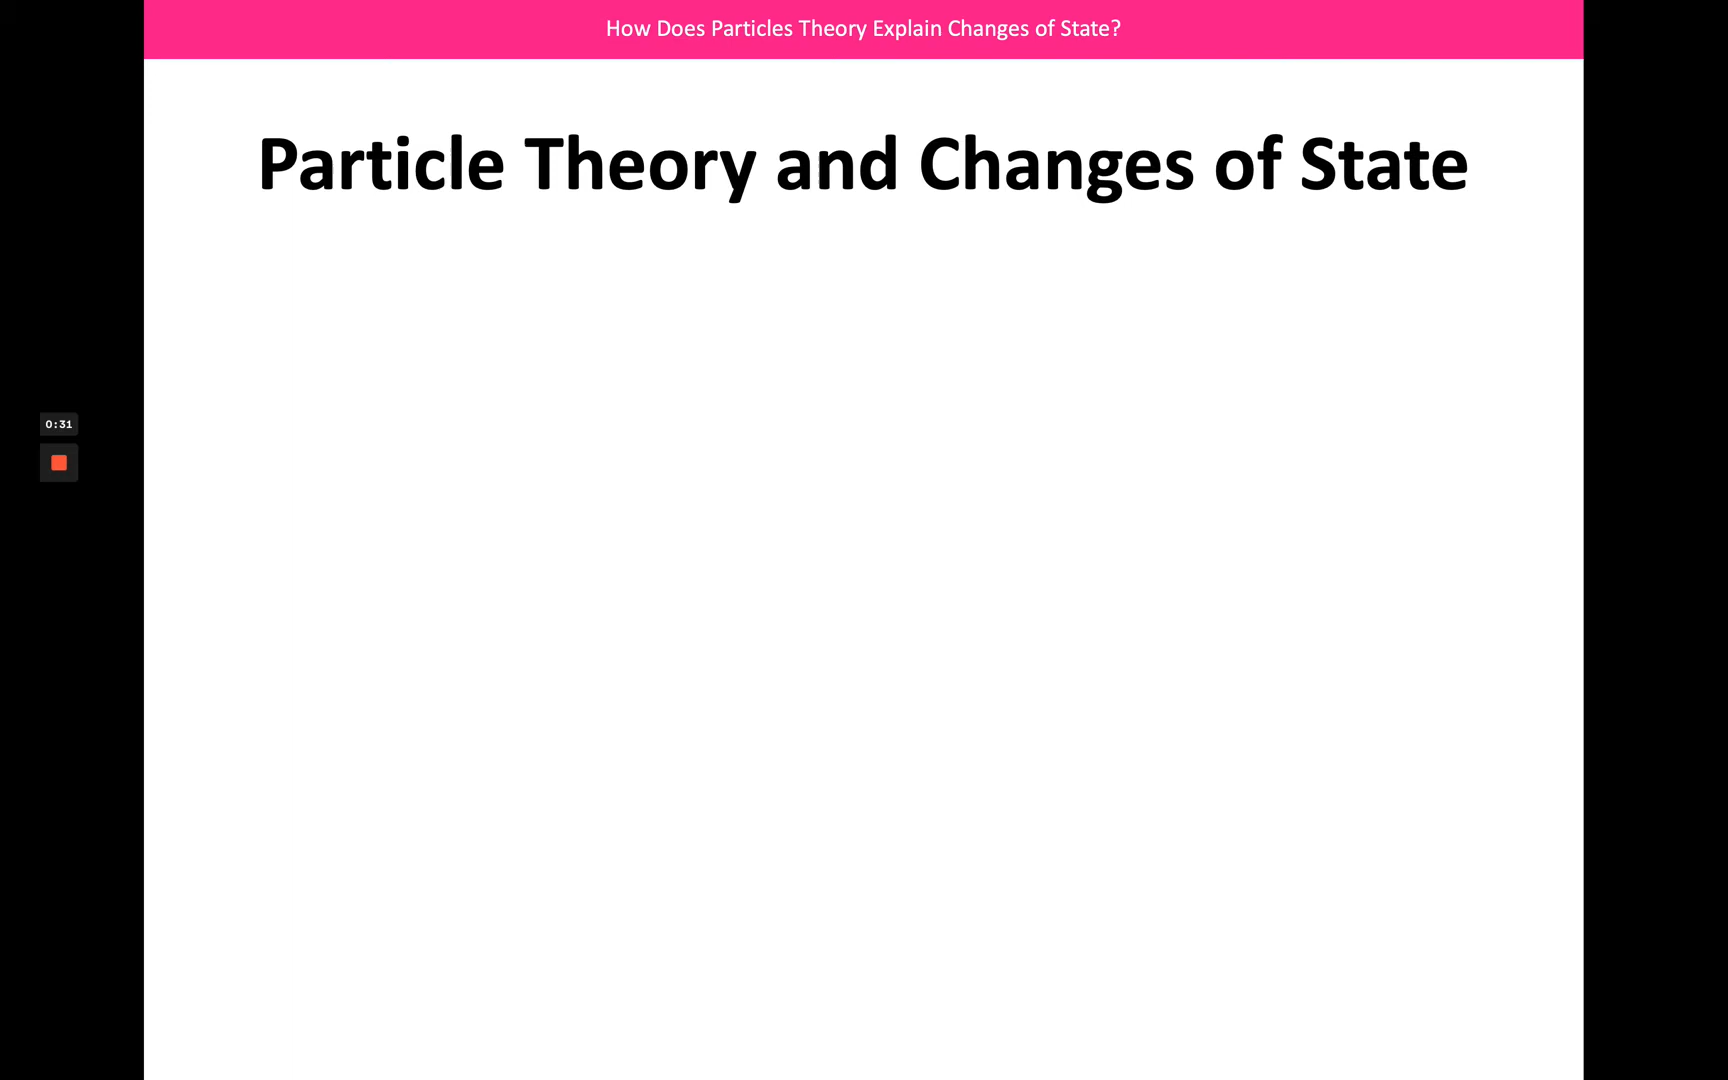 How Does Particles Theory Explain Changes of State?
Particle Theory and Changes of State
0:31